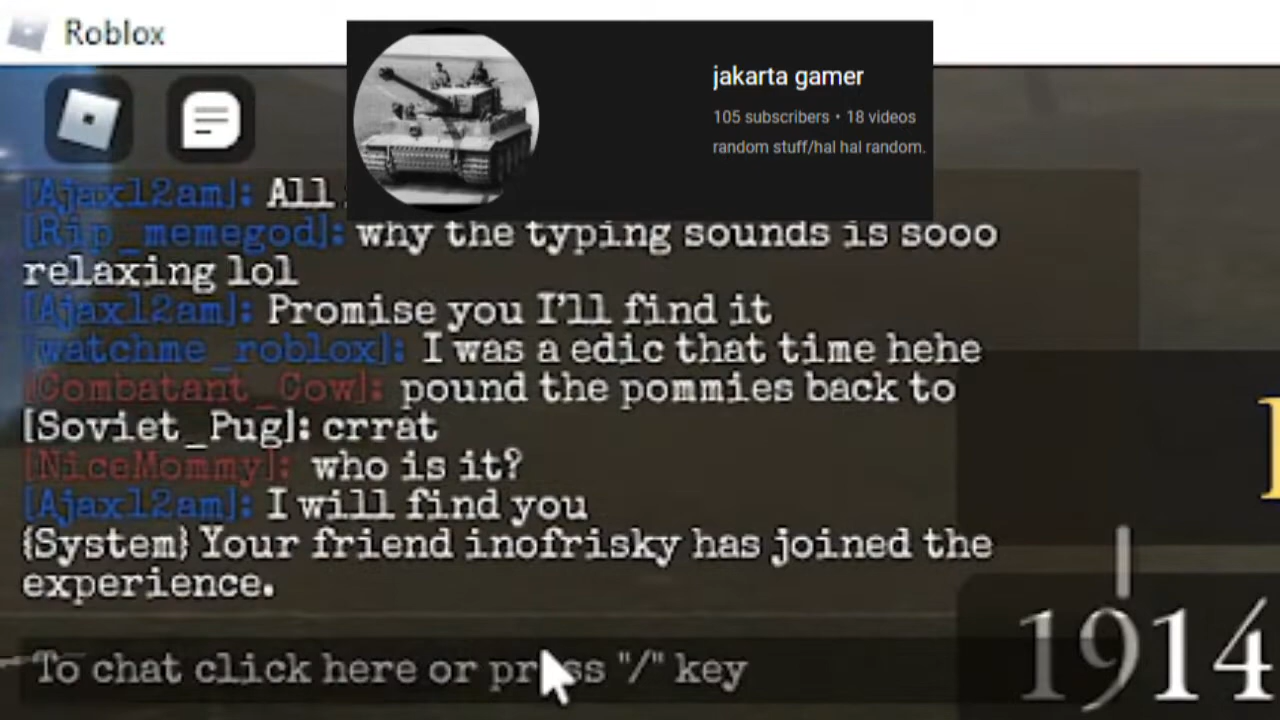 Roblox
jakarta gamer
105 subscribers • 18 videos
random stuff/hal hal random.
[Ajax12am]: All
[Rip_memegod]: why the typing sounds is sooo
relaxing lol
[Ajax12am]: Promise you I'll find it
[watchme_roblox]: I was a edic that time hehe
[Combatant_Cow]: pound the pommies back to
[Soviet_Pug]: crrat
[NiceMommy]: who is it?
[Ajax12am]: I will find you
{System} Your friend inofrisky has joined the
experience.
To chat click here or press "/" key
1914